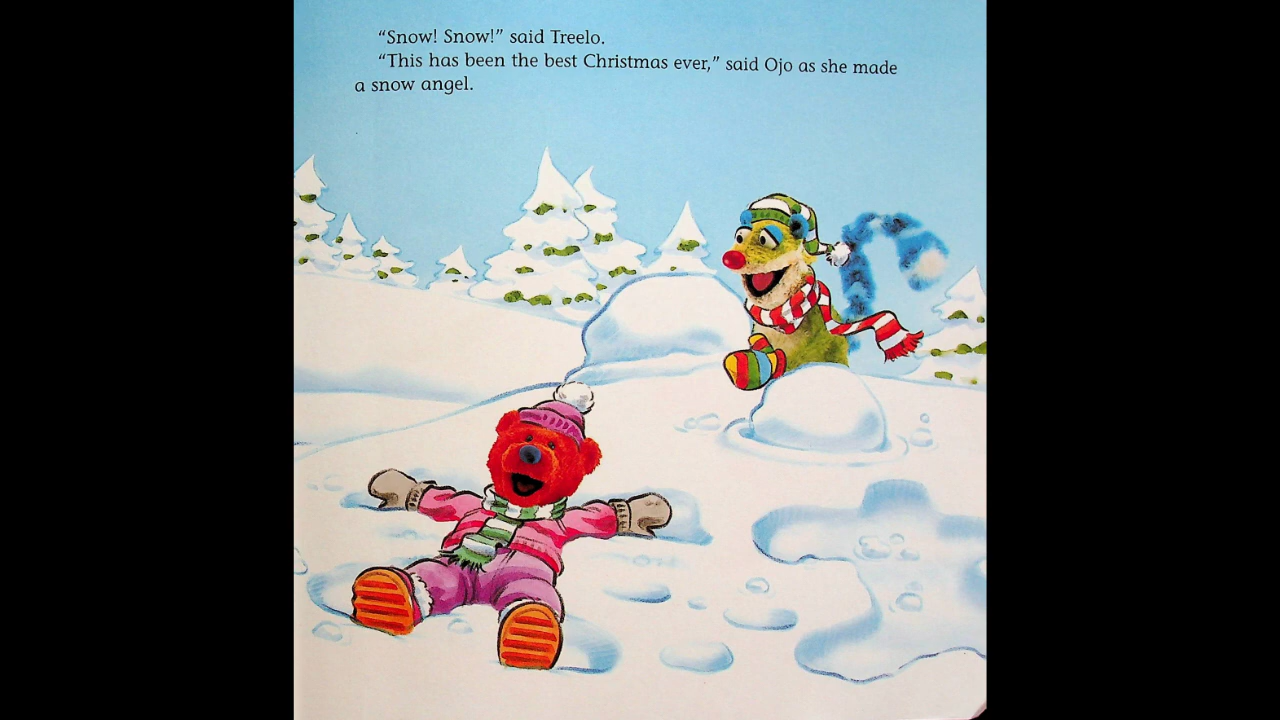 “Snow! Snow!” said Treelo.
“This has been the best Christmas ever,” said Ojo as she made
a snow angel.